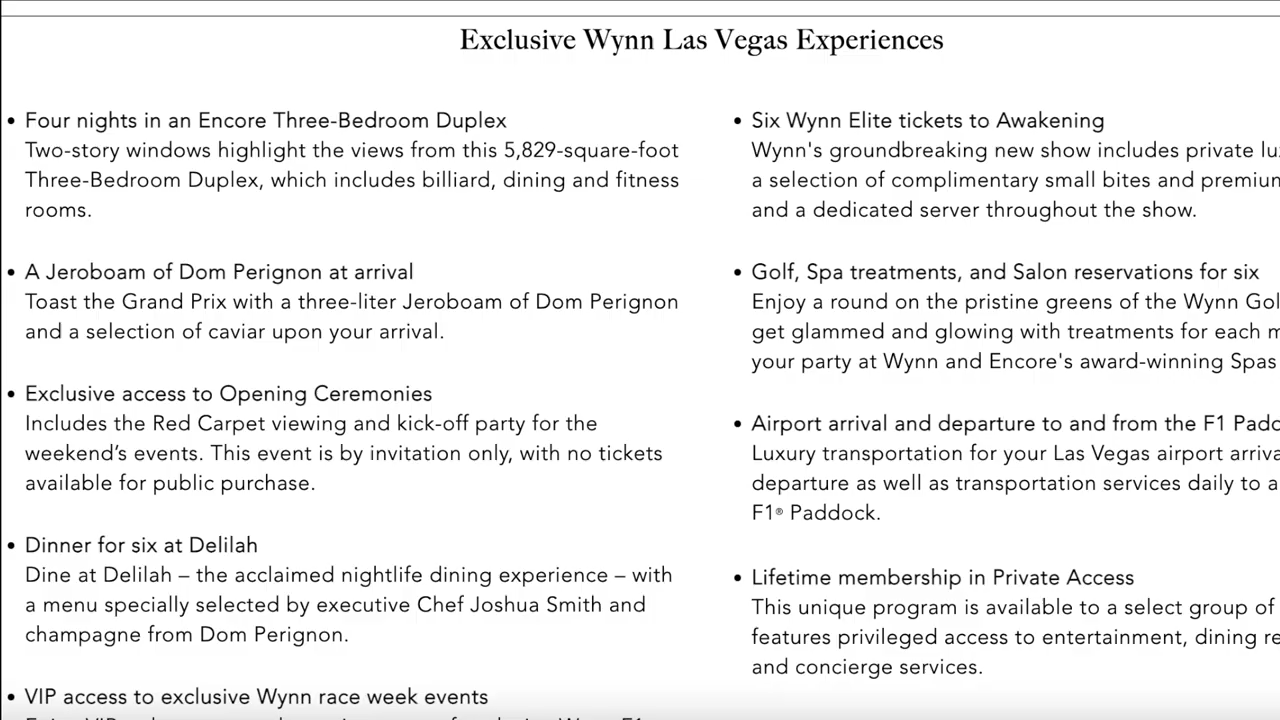 Exclusive Wynn Las Vegas Experiences
• Four nights in an Encore Three-Bedroom Duplex
Two-story windows highlight the views from this 5,829-square-foot
Three-Bedroom Duplex, which includes billiard, dining and fitness
rooms.
• A Jeroboam of Dom Perignon at arrival
Toast the Grand Prix with a three-liter Jeroboam of Dom Perignon
and a selection of caviar upon your arrival.
• Exclusive access to Opening Ceremonies
Includes the Red Carpet viewing and kick-off party for the
weekend’s events. This event is by invitation only, with no tickets
available for public purchase.
• Dinner for six at Delilah
Dine at Delilah – the acclaimed nightlife dining experience – with
a menu specially selected by executive Chef Joshua Smith and
champagne from Dom Perignon.
• VIP access to exclusive Wynn race week events
• Six Wynn Elite tickets to Awakening
Wynn's groundbreaking new show includes private
a selection of complimentary small bites and premium
and a dedicated server throughout the show.
• Golf, Spa treatments, and Salon reservations for six
Enjoy a round on the pristine greens of the Wynn
get glammed and glowing with treatments for each
your party at Wynn and Encore's award-winning Spas
• Airport arrival and departure to and from the F1
Luxury transportation for your Las Vegas airport
departure as well as transportation services daily to
F1® Paddock.
• Lifetime membership in Private Access
This unique program is available to a select group of
features privileged access to entertainment, dining
and concierge services.